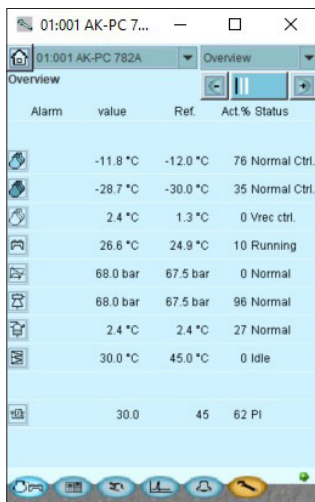 01:001 AK-PC 7...
01:001 AK-PC 782A Overview
Overview
Alarm value Ref. Act.% Status
-11.8 °C -12.0 °C 76 Normal Ctrl.
-28.7 °C -30.0 °C 35 Normal Ctrl.
2.4 °C 1.3 °C 0 Vrec ctrl.
26.6 °C 24.9 °C 10 Running
68.0 bar 67.5 bar 0 Normal
68.0 bar 67.5 bar 96 Normal
2.4 °C 2.4 °C 27 Normal
30.0 °C 45.0 °C 0 Idle
30.0 45 62 PI